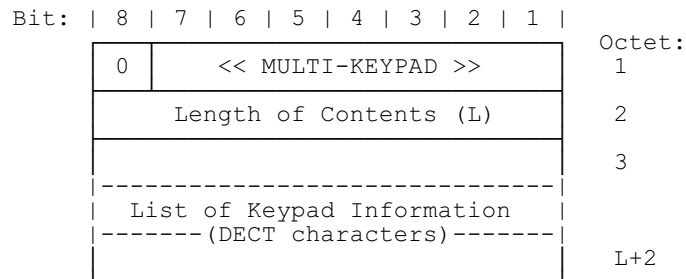 Bit: | 8 | 7 | 6 | 5 | 4 | 3 | 2 | 1 |
Octet:
0 << MULTI-KEYPAD >> 1
Length of Contents (L) 2
3
|-------------------------------|
| List of Keypad Information |
|-------(DECT characters)-------|
L+2